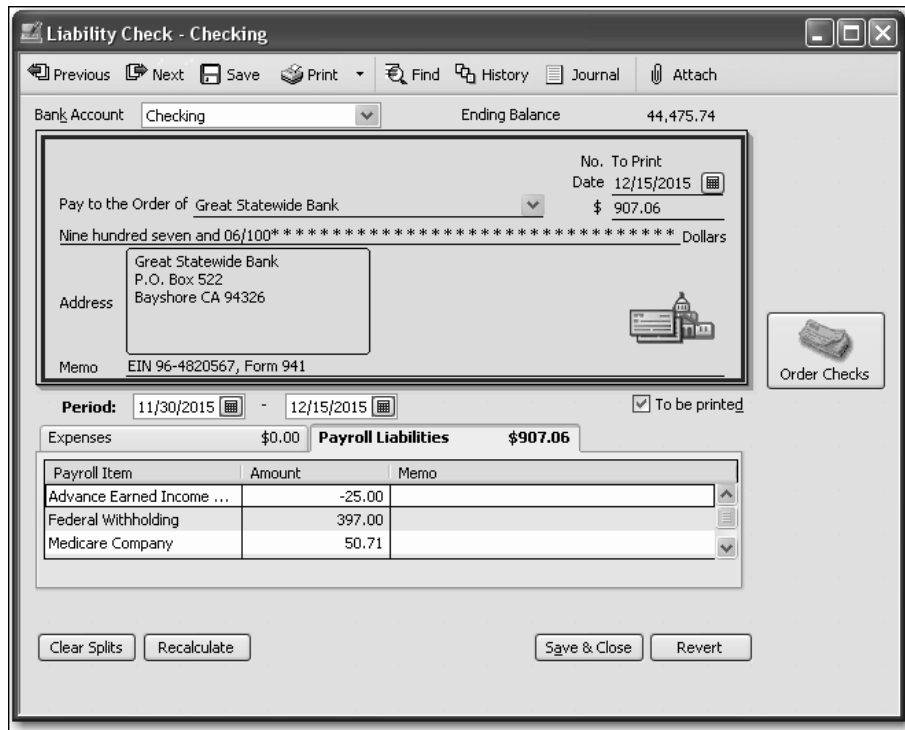 Liability Check - Checking
Previous Next Save Print Find History Journal Attach
Bank Account Checking Ending Balance 44,475.74
No. To Print
Date 12/15/2015
Pay to the Order of Great Statewide Bank $ 907.06
Nine hundred seven and 06/100* * * * * * * * * * * * * * * * * * * * * * * * * * * * * * * * * Dollars
Great Statewide Bank
P.O. Box 522
Address Bayshore CA 94326
Memo EIN 96-4820567, Form 941
Order Checks
Period: 11/30/2015 - 12/15/2015 To be printed
Expenses $0.00 Payroll Liabilities $907.06
Payroll Item Amount Memo
Advance Earned Income ... -25.00
Federal Withholding 397.00
Medicare Company 50.71
Clear Splits Recalculate Save & Close Revert